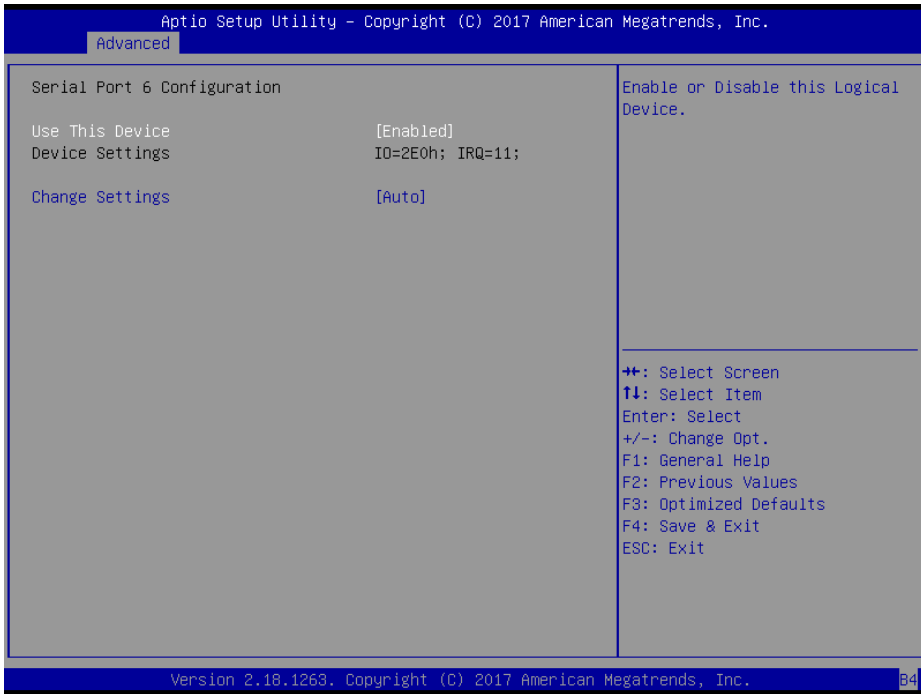 Aptio Setup Utility – Copyright (C) 2017 American Megatrends, Inc.
Advanced
Serial Port 6 Configuration
Use This Device [Enabled]
Device Settings IO=2E0h; IRQ=11;
Change Settings [Auto]
Enable or Disable this Logical
Device.
→←: Select Screen
↑↓: Select Item
Enter: Select
+/-: Change Opt.
F1: General Help
F2: Previous Values
F3: Optimized Defaults
F4: Save & Exit
ESC: Exit
Version 2.18.1263. Copyright (C) 2017 American Megatrends, Inc.
B4